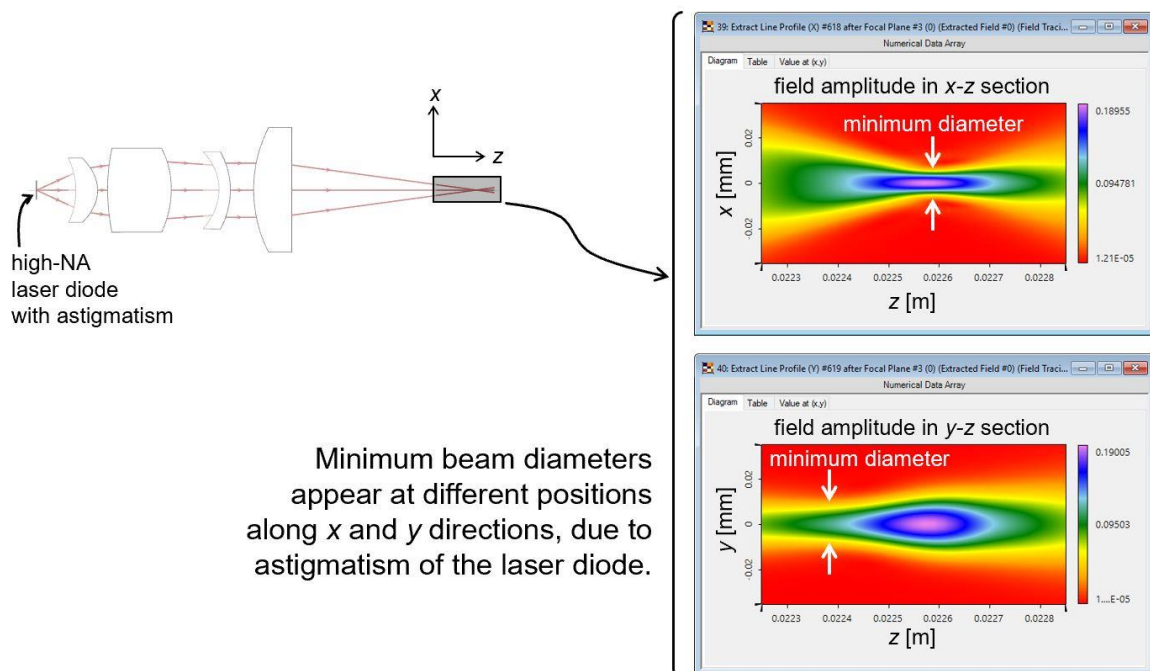 x
z
high-NA
laser diode
with astigmatism
Minimum beam diameters
appear at different positions
along x and y directions, due to
astigmatism of the laser diode.
39: Extract Line Profile (X) #618 after Focal Plane #3 (0) (Extracted Field #0) (Field Traci...
Numerical Data Array
Diagram Table Value at (x,y)
field amplitude in x-z section
minimum diameter
x [mm]
0.02
0
-0.02
0.0223 0.0224 0.0225 0.0226 0.0227 0.0228
z [m]
0.18955
0.094781
1.21E-05
40: Extract Line Profile (Y) #619 after Focal Plane #3 (0) (Extracted Field #0) (Field Traci...
Numerical Data Array
Diagram Table Value at (x,y)
field amplitude in y-z section
minimum diameter
y [mm]
0.02
0
-0.02
0.0223 0.0224 0.0225 0.0226 0.0227 0.0228
z [m]
0.19005
0.09503
1....E-05